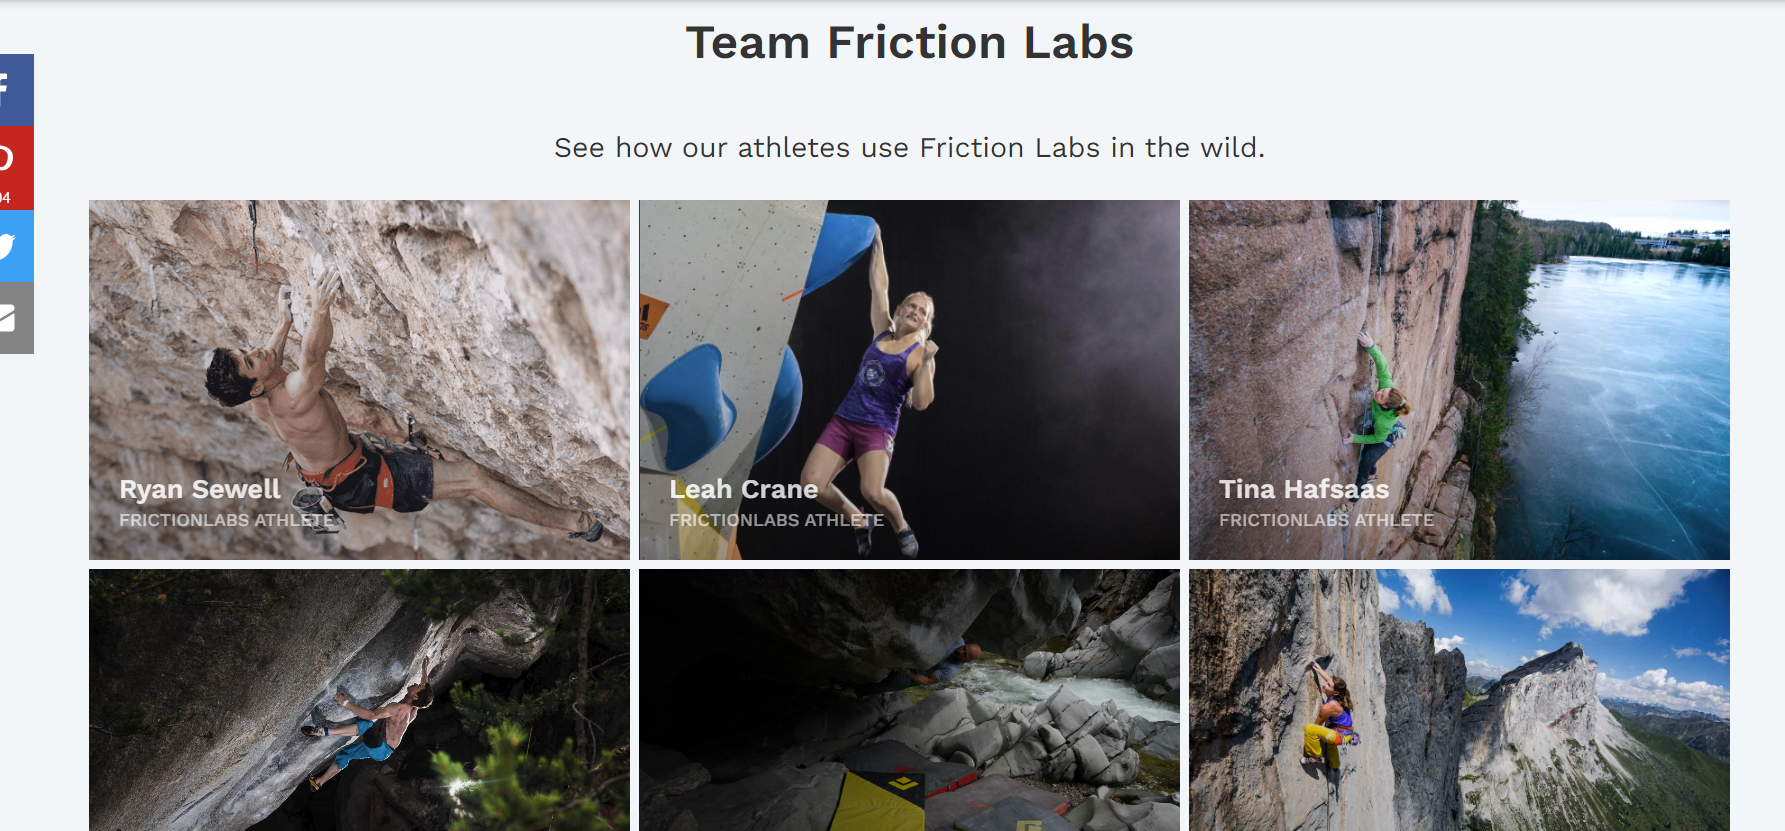 Team Friction Labs
See how our athletes use Friction Labs in the wild.
Ryan Sewell
FRICTIONLABS ATHLETE
Leah Crane
FRICTIONLABS ATHLETE
Tina Hafsaas
FRICTIONLABS ATHLETE